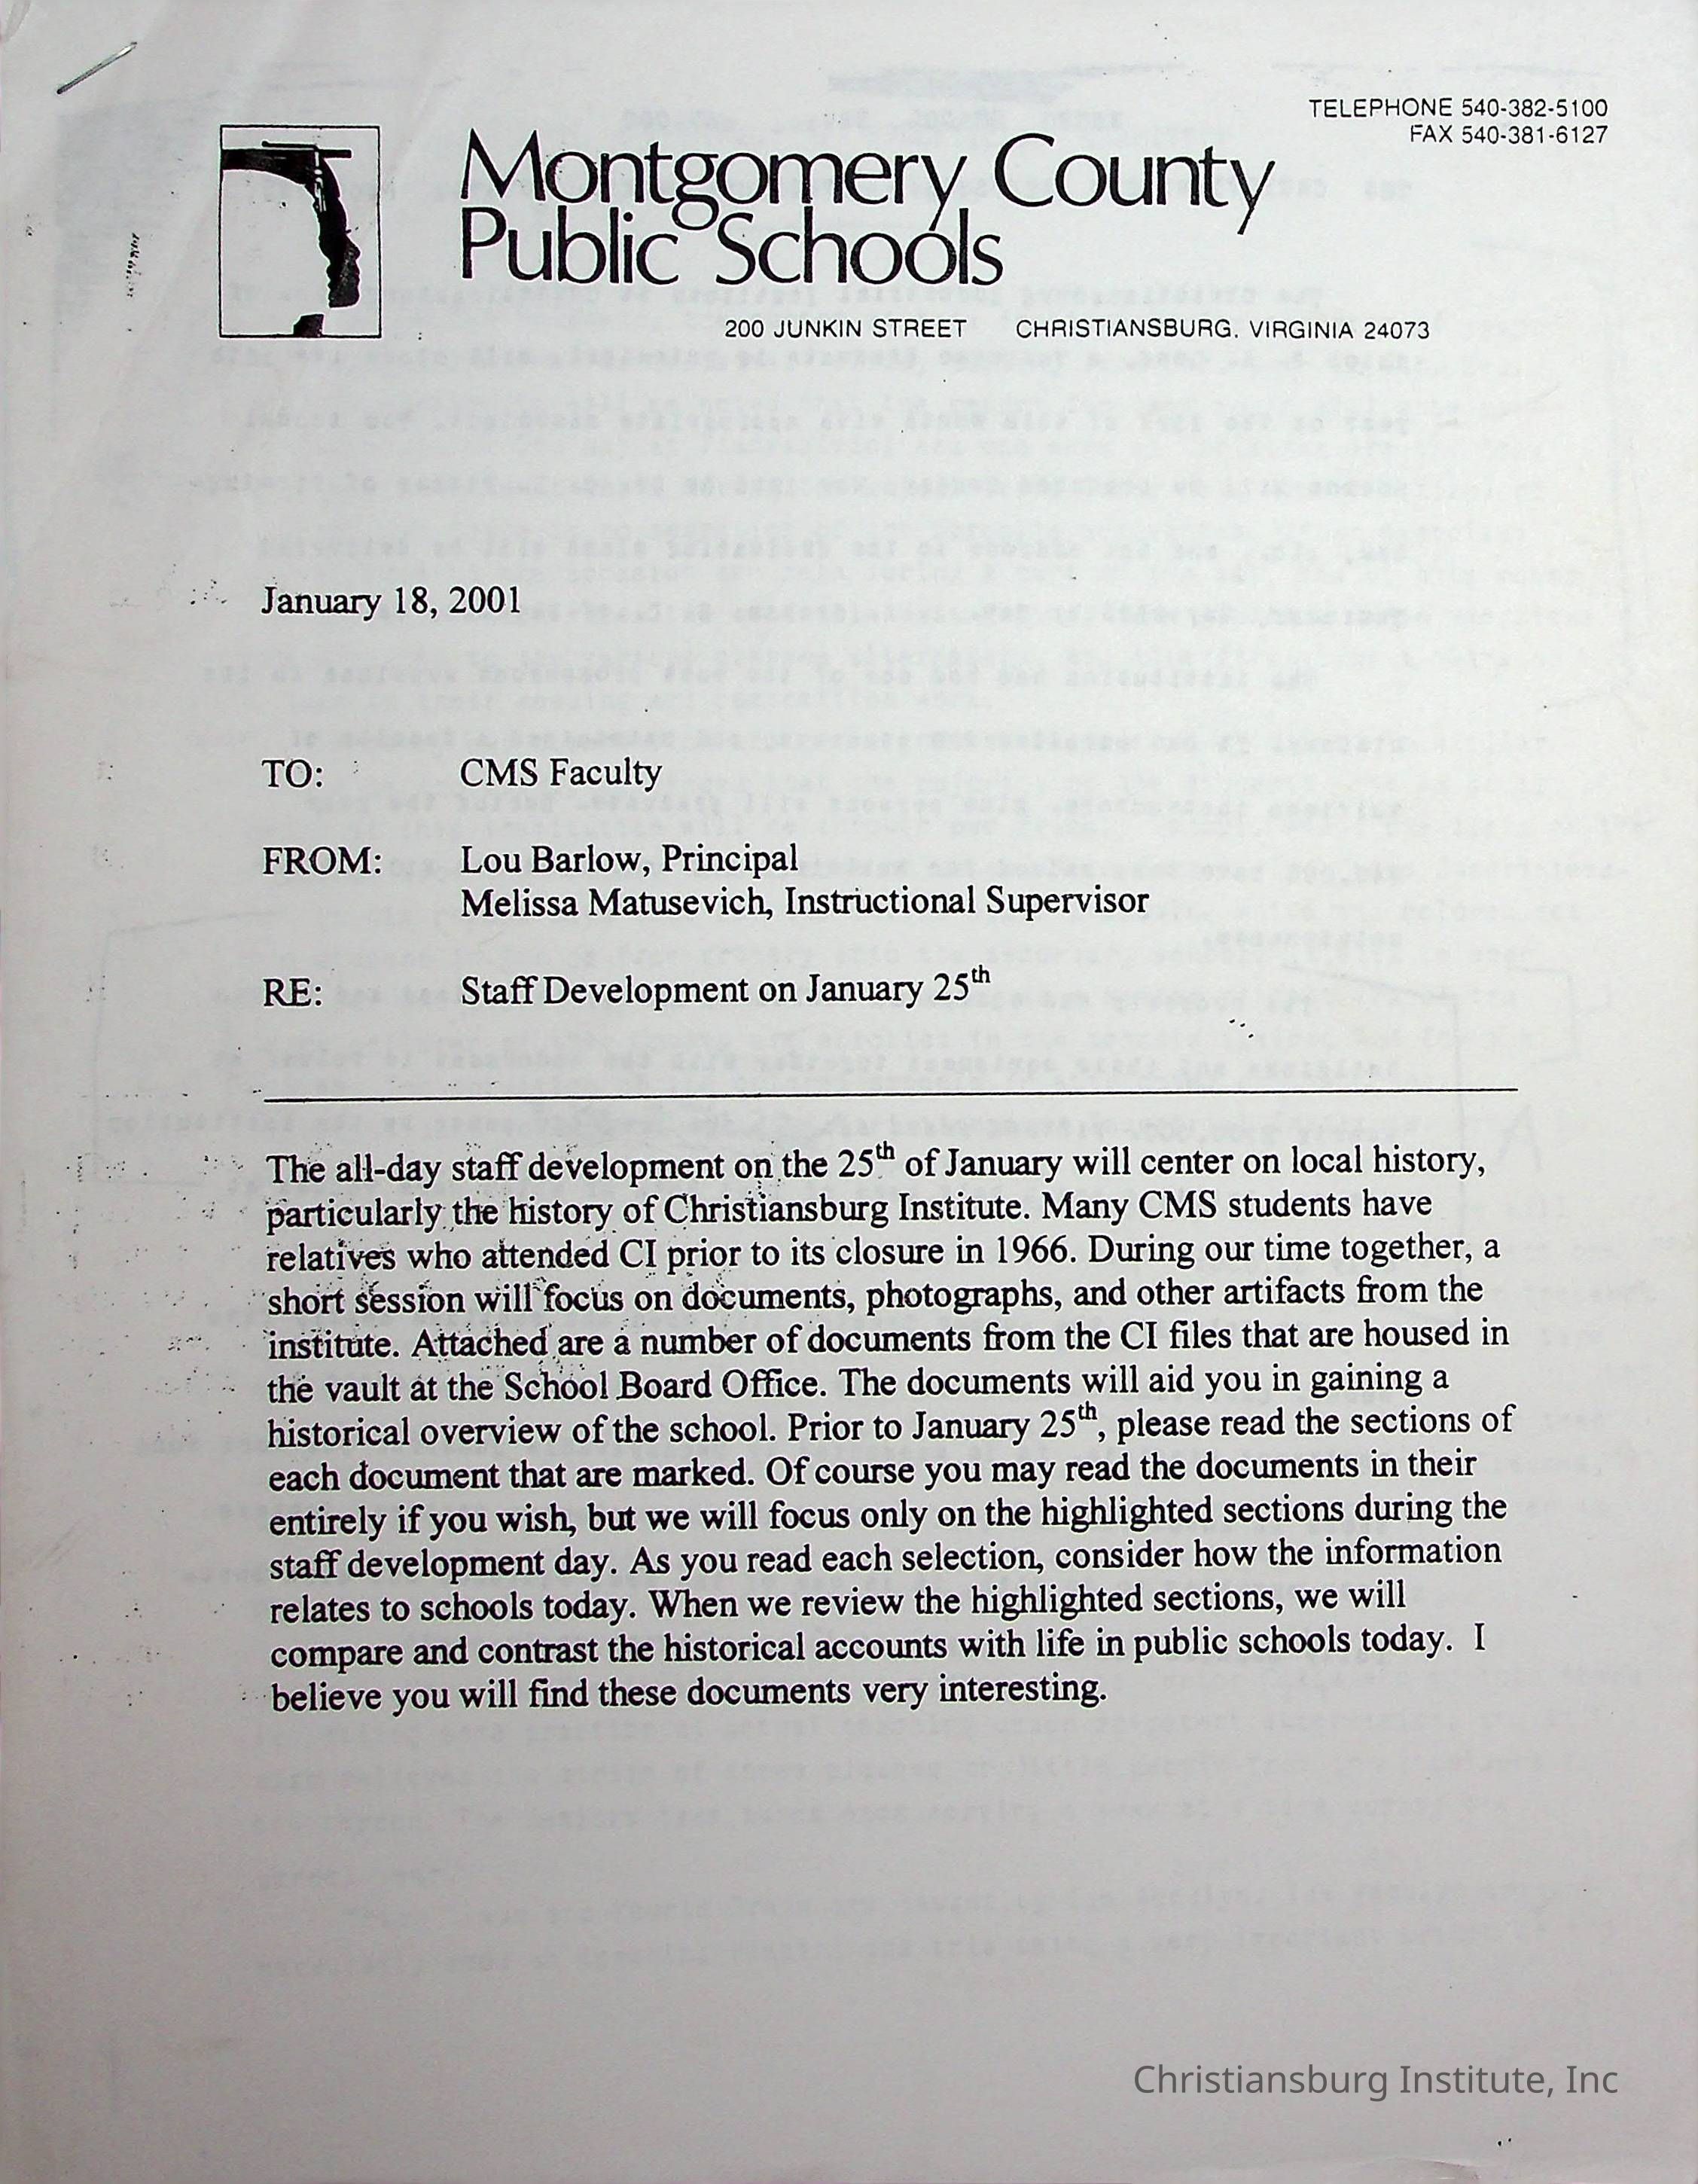 TELEPHONE 540-382-5100
FAX 540-381-6127
Montgomery County
Public Schools
200 JUNKIN STREET CHRISTIANSBURG, VIRGINIA 24073
January 18, 2001
TO: CMS Faculty
FROM: Lou Barlow, Principal
Melissa Matusevich, Instructional Supervisor
RE: Staff Development on January 25th
The all-day staff development on the 25th of January will center on local history,
particularly the history of Christiansburg Institute. Many CMS students have
relatives who attended CI prior to its closure in 1966. During our time together, a
short session will focus on documents, photographs, and other artifacts from the
institute. Attached are a number of documents from the CI files that are housed in
the vault at the School Board Office. The documents will aid you in gaining a
historical overview of the school. Prior to January 25th, please read the sections of
each document that are marked. Of course you may read the documents in their
entirely if you wish, but we will focus only on the highlighted sections during the
staff development day. As you read each selection, consider how the information
relates to schools today. When we review the highlighted sections, we will
compare and contrast the historical accounts with life in public schools today. I
believe you will find these documents very interesting.
Christiansburg Institute, Inc